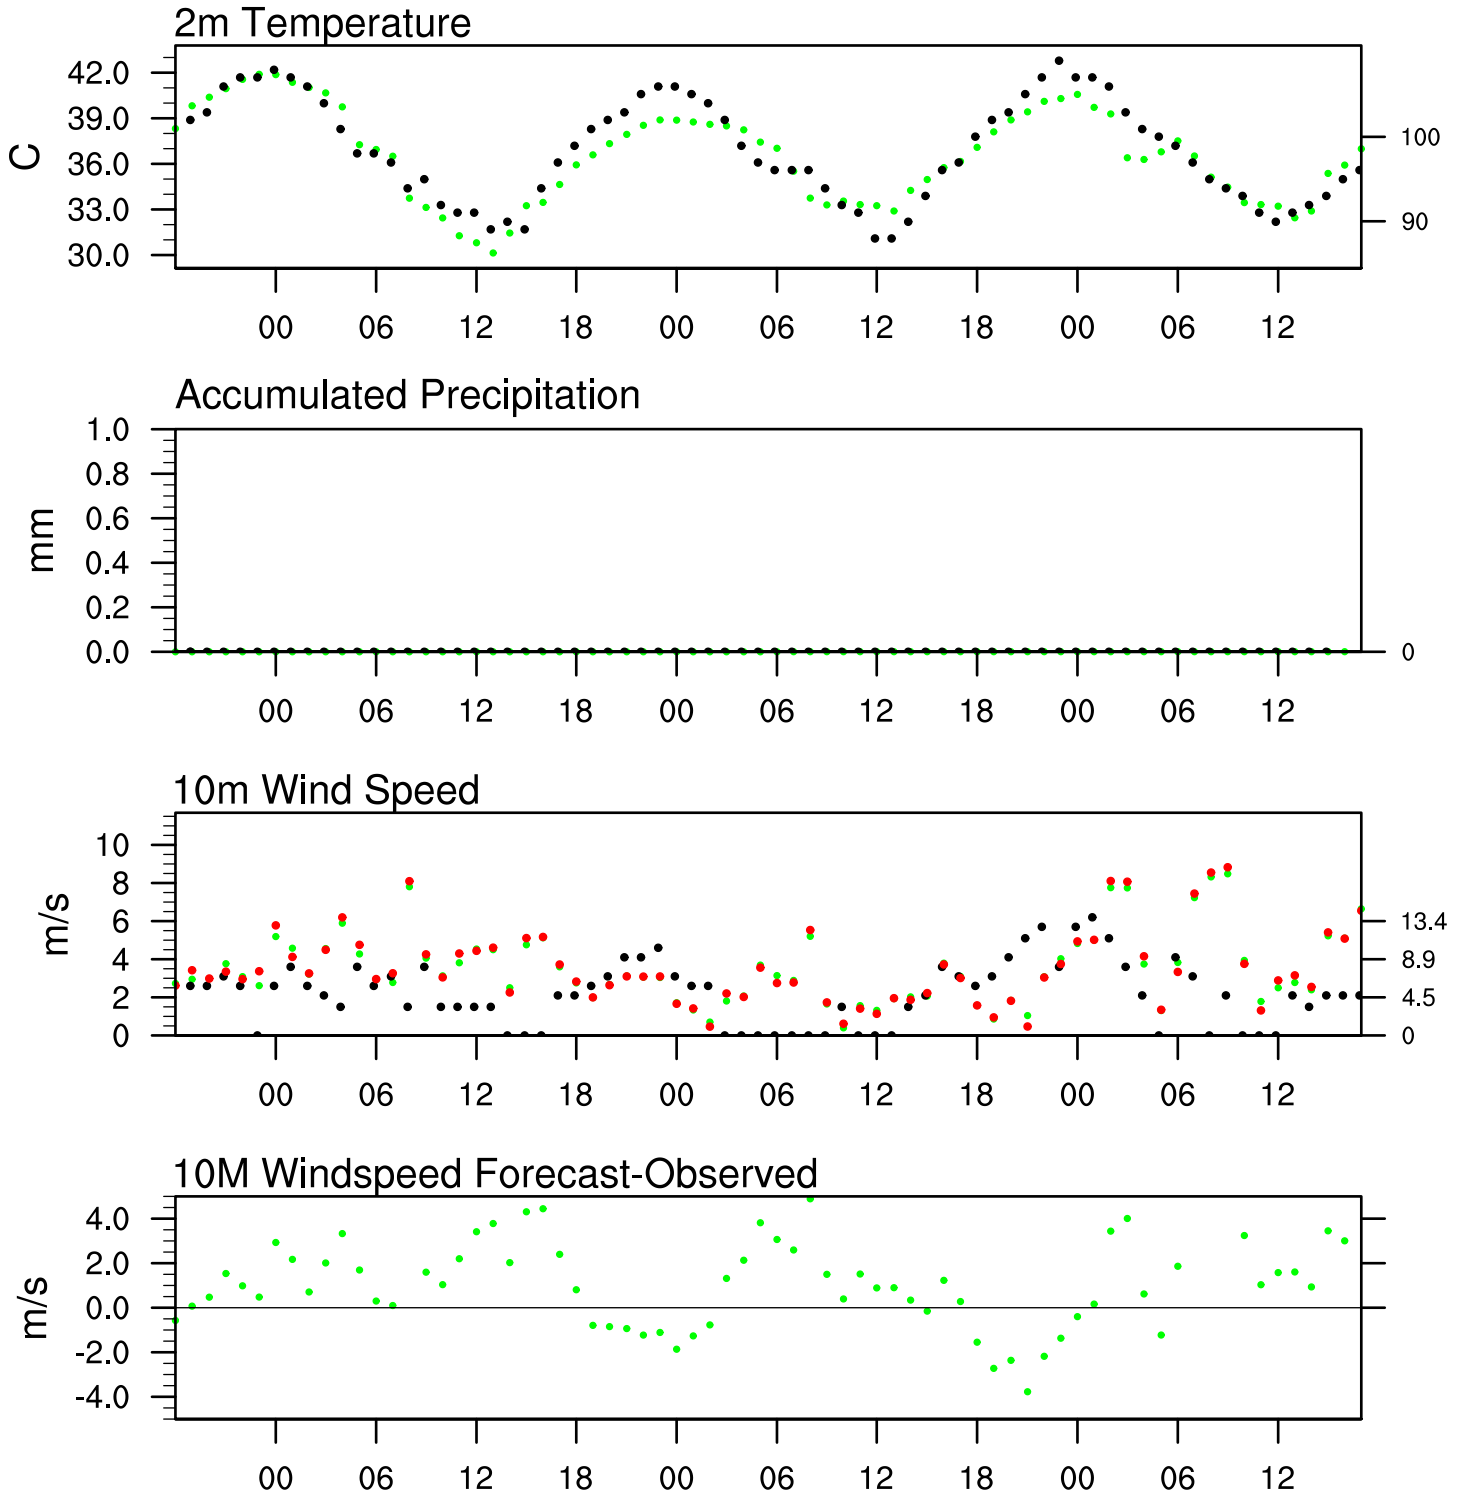 2m Temperature
42.0
39.0
36.0
33.0
30.0
C
100
90
00 06 12 18 00 06 12 18 00 06 12
Accumulated Precipitation
1.0
0.8
0.6
0.4
0.2
0.0
mm
0
00 06 12 18 00 06 12 18 00 06 12
10m Wind Speed
10
8
6
4
2
0
m/s
13.4
8.9
4.5
0
00 06 12 18 00 06 12 18 00 06 12
10M Windspeed Forecast-Observed
4.0
2.0
0.0
-2.0
-4.0
m/s
00 06 12 18 00 06 12 18 00 06 12